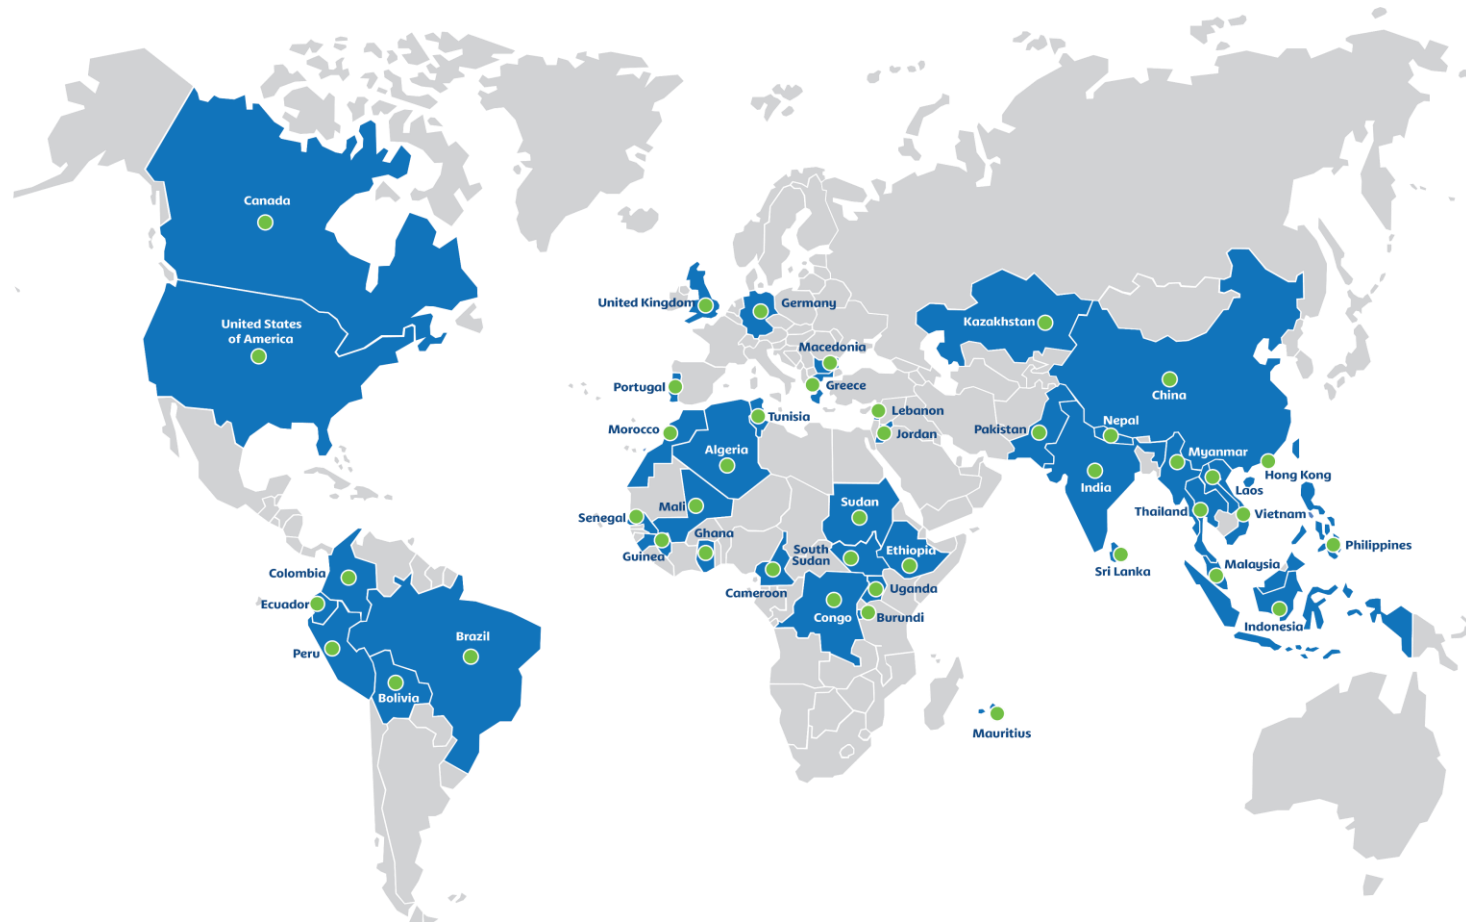 Canada
United States
of America
Colombia
Ecuador
Peru
Brazil
Bolivia
United Kingdom
Germany
Macedonia
Portugal
Greece
Morocco
Tunisia
Algeria
Lebanon
Jordan
Mali
Senegal
Guinea
Ghana
Sudan
South
Sudan
Ethiopia
Cameroon
Uganda
Congo
Burundi
Mauritius
Kazakhstan
China
Pakistan
Nepal
India
Myanmar
Hong Kong
Laos
Thailand
Vietnam
Sri Lanka
Philippines
Malaysia
Indonesia